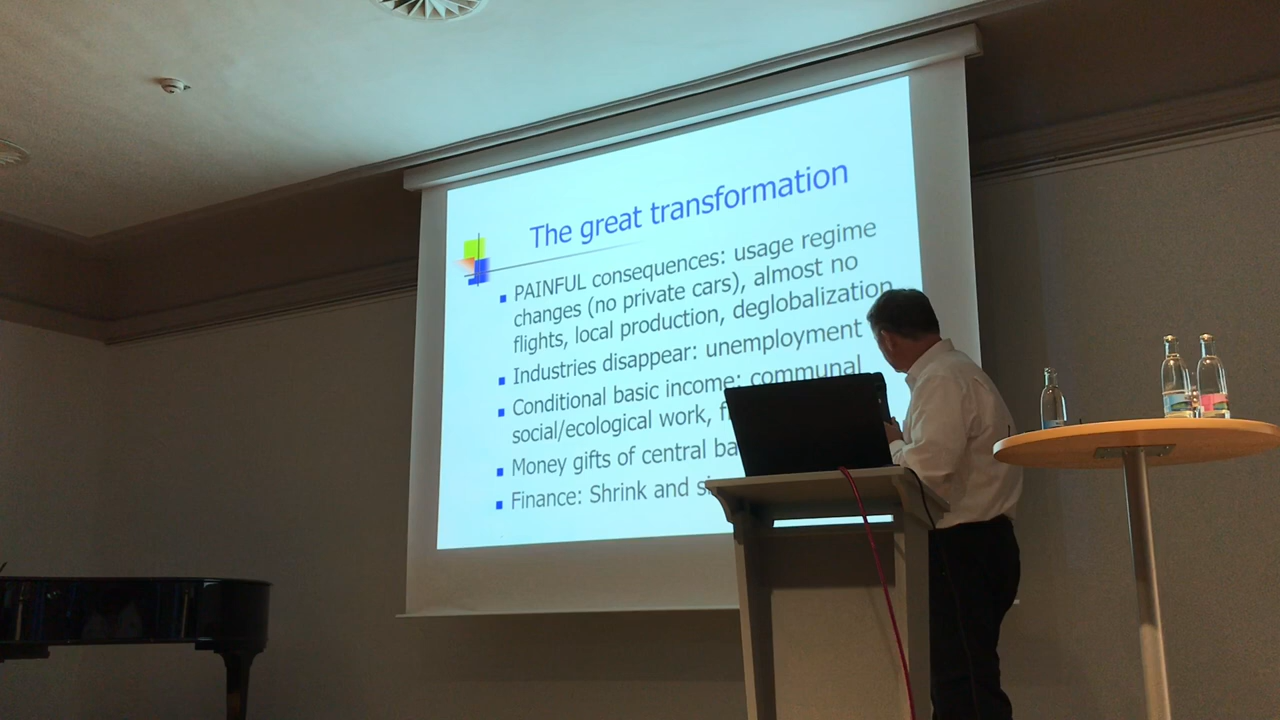 The great transformation
PAINFUL consequences: usage regime
changes (no private cars), almost no
flights, local production, deglobalization
Industries disappear: unemployment
Conditional basic income: communal
social/ecological work,
Money gifts of central
Finance: Shrink and